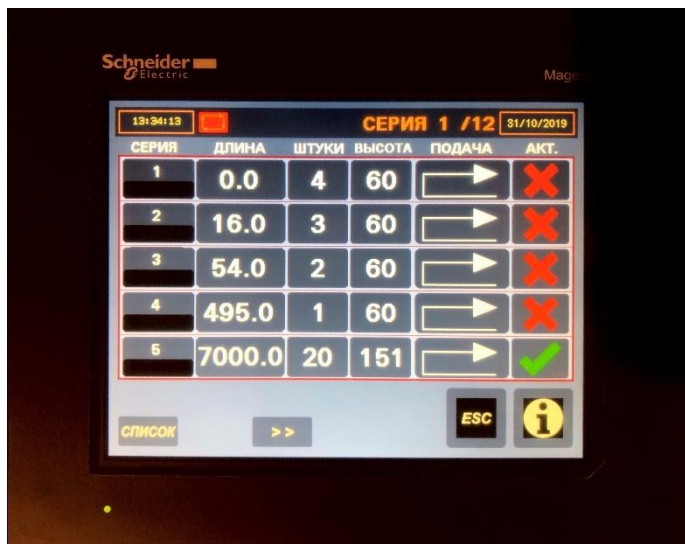 Schneider
Electric
13:34:13 СЕРИЯ 1 /12 31/10/2019
СЕРИЯ ДЛИНА ШТУКИ ВЫСОТА ПОДАЧА АКТ.
1 0.0 4 60
2 16.0 3 60
3 54.0 2 60
4 495.0 1 60
5 7000.0 20 151
СПИСОК >> ESC i